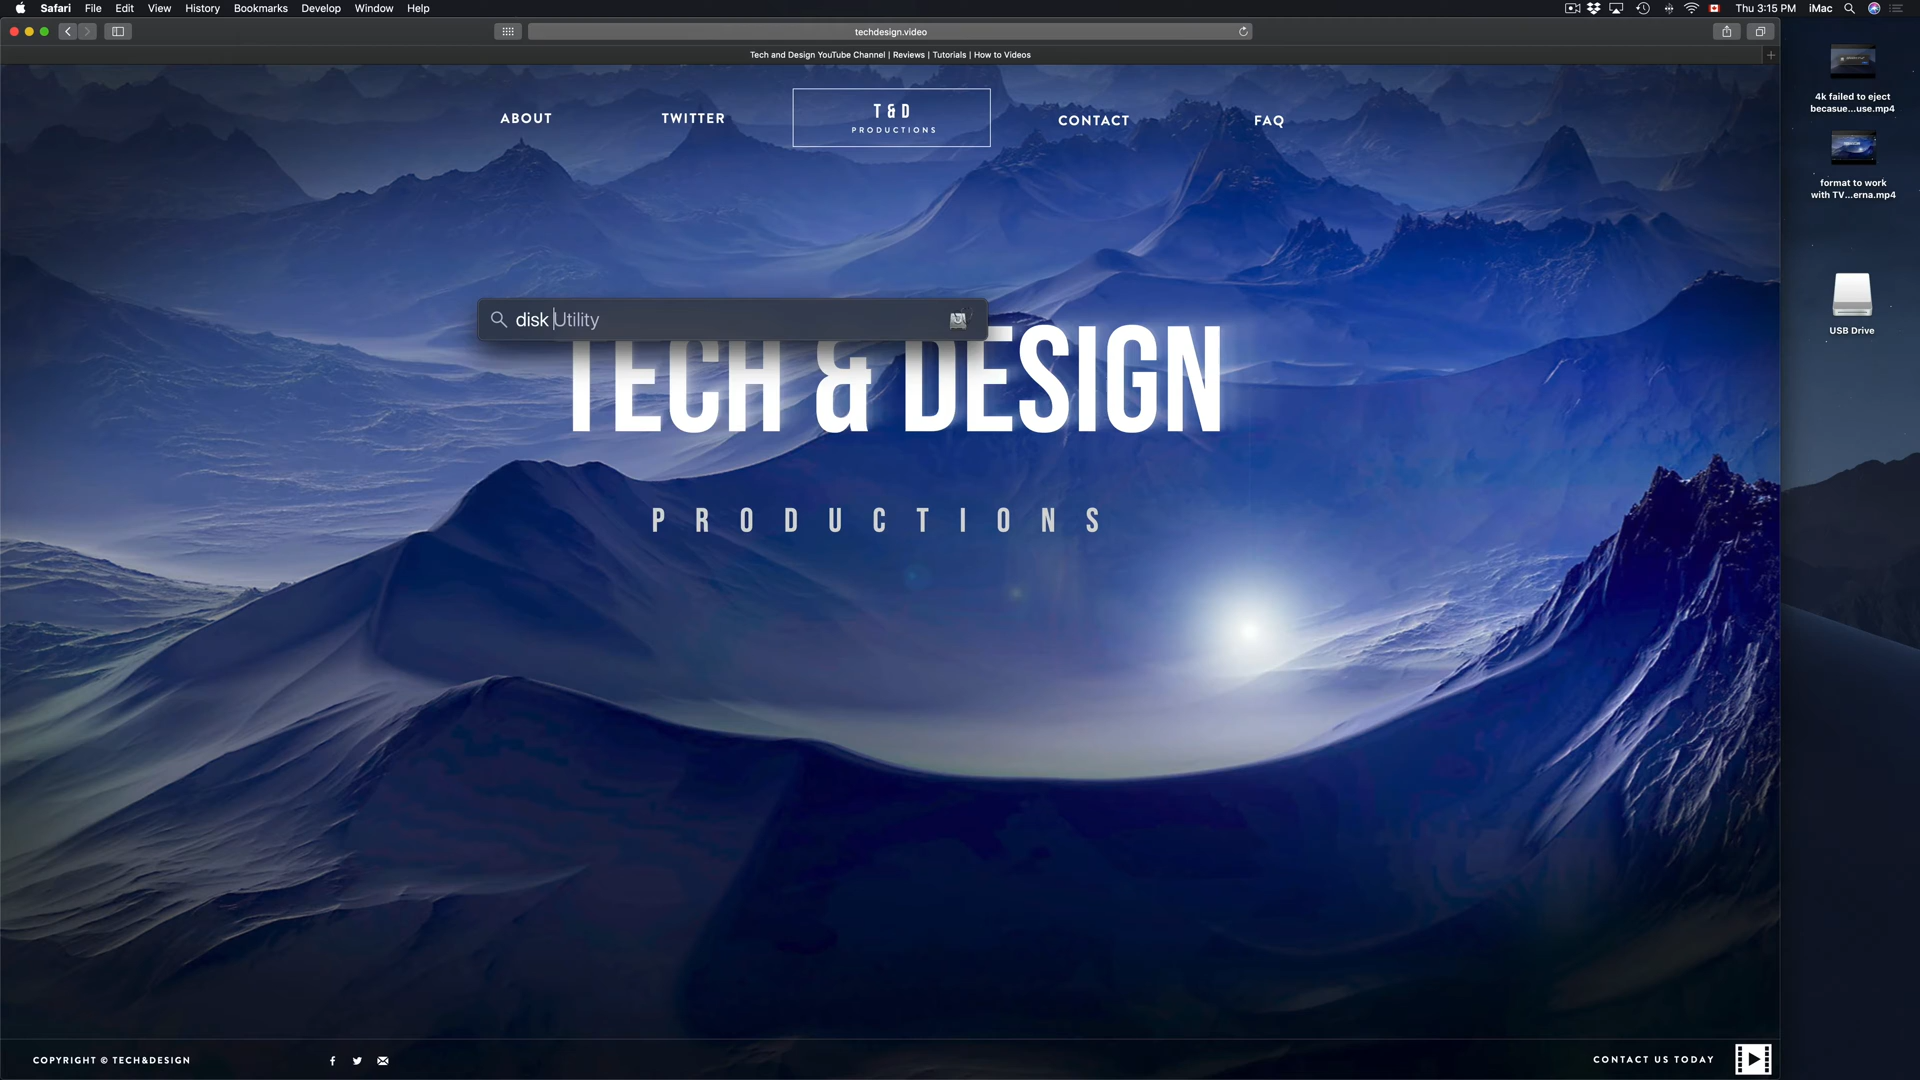 Safari File Edit View History Bookmarks Develop Window Help
Thu 3:15 PM iMac
techdesign.video
Tech and Design YouTube Channel | Reviews | Tutorials | How to Videos
ABOUT
TWITTER
T & D
PRODUCTIONS
CONTACT
FAQ
disk Utility
TECH & DESIGN
PRODUCTIONS
4k failed to eject
becasue...use.mp4
format to work
with TV...erna.mp4
USB Drive
COPYRIGHT © TECH&DESIGN
CONTACT US TODAY